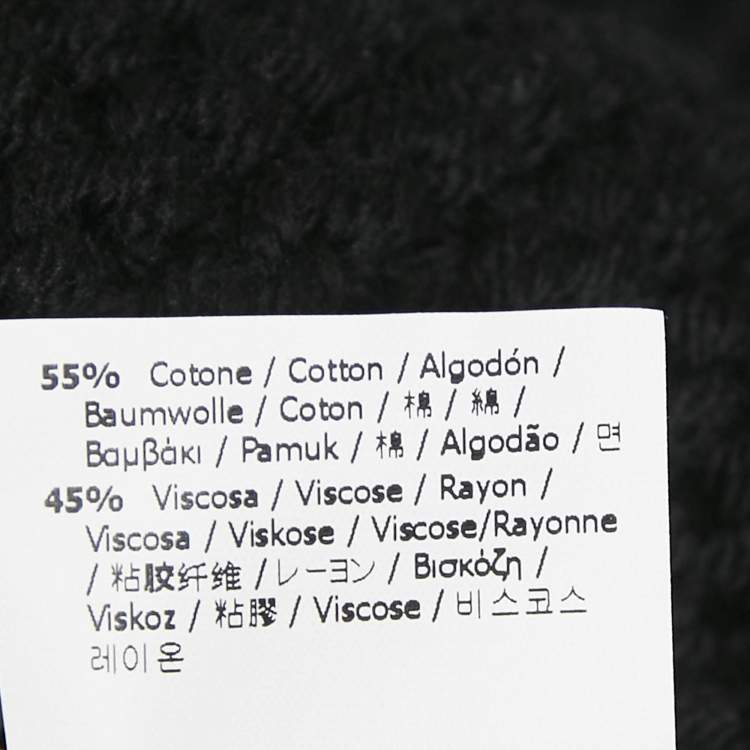 55% Cotone / Cotton / Algodón /
Baumwolle / Coton / 棉 / 綿 /
Βαμβάκι / Pamuk / 棉 / Algodão / 면
45% Viscosa / Viscose / Rayon /
Viscosa / Viskose / Viscose/Rayonne
/ 粘胶纤维 / レーヨン / Βισκόζη /
Viskoz / 粘膠 / Viscose / 비스코스
레이온